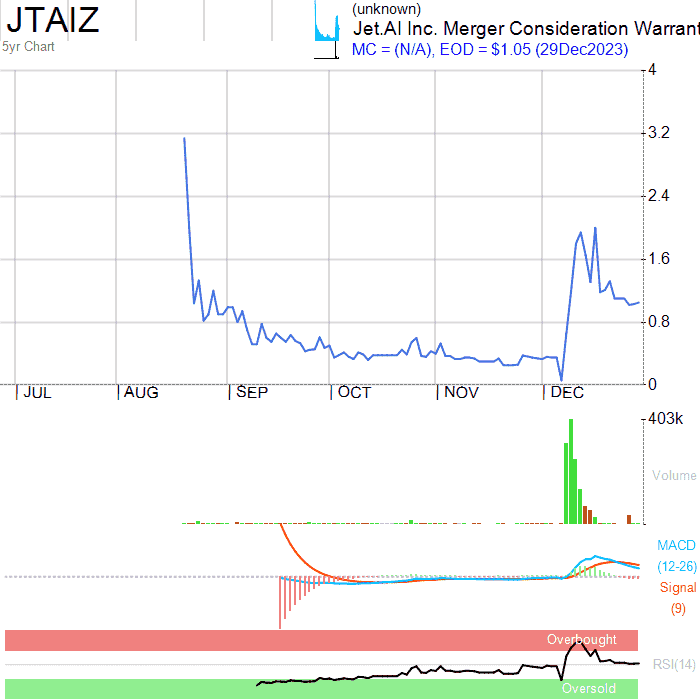 JTAIZ
5yr Chart
(unknown)
Jet.AI Inc. Merger Consideration Warrant
MC = (N/A), EOD = $1.05 (29Dec2023)
4
3.2
2.4
1.6
0.8
0
JUL AUG SEP OCT NOV DEC
403k
Volume
MACD
(12-26)
Signal
(9)
Overbought
RSI(14)
Oversold